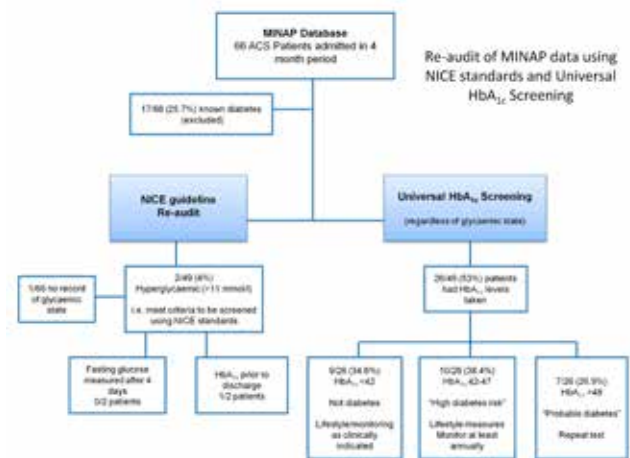 MINAP Database
66 ACS Patients admitted in 4
month period
Re-audit of MINAP data using
NICE standards and Universal
HbA1c Screening
17/66 (25.7%) known diabetes
(excluded)
NICE guideline
Re-audit
Universal HbA1c Screening
(regardless of glycaemic state)
1/66 no record
of glycaemic
state
2/49 (4%)
Hyperglycaemic (>11 mmol/l)
i.e. meet criteria to be screened
using NICE standards
26/49 (53%) patients
had HbA1c levels
taken
Fasting glucose
measured after 4
days
0/2 patients
HbA1c prior to
discharge
1/2 patients
9/26 (34.6%)
HbA1c <42
Not diabetes
Lifestyle/monitoring
as clinically
indicated
10/26 (38.4%)
HbA1c 42-47
"High diabetes risk"
Lifestyle measures
Monitor at least
annually
7/26 (26.9%)
HbA1c >48
"Probable diabetes"
Repeat test